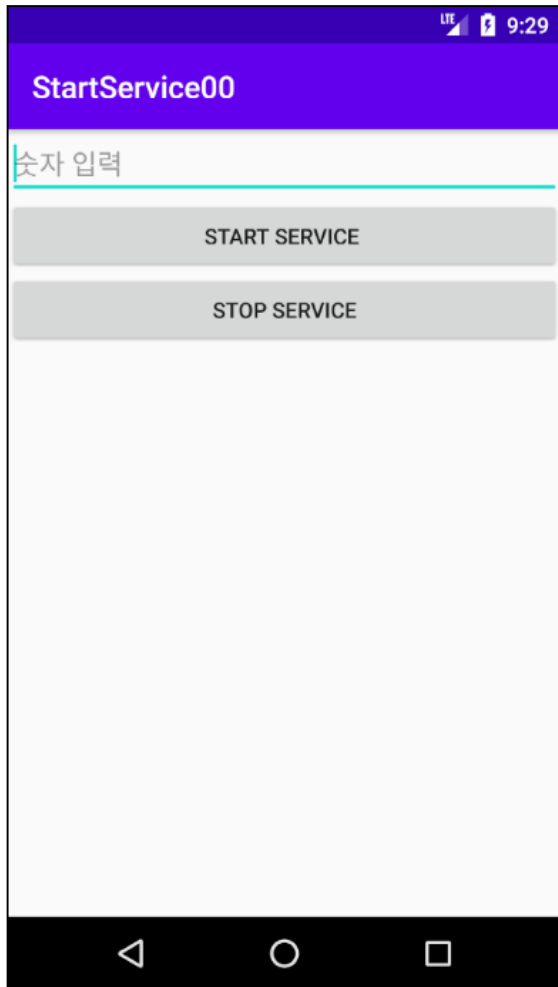 LTE 9:29
StartService00
숫자 입력
START SERVICE
STOP SERVICE